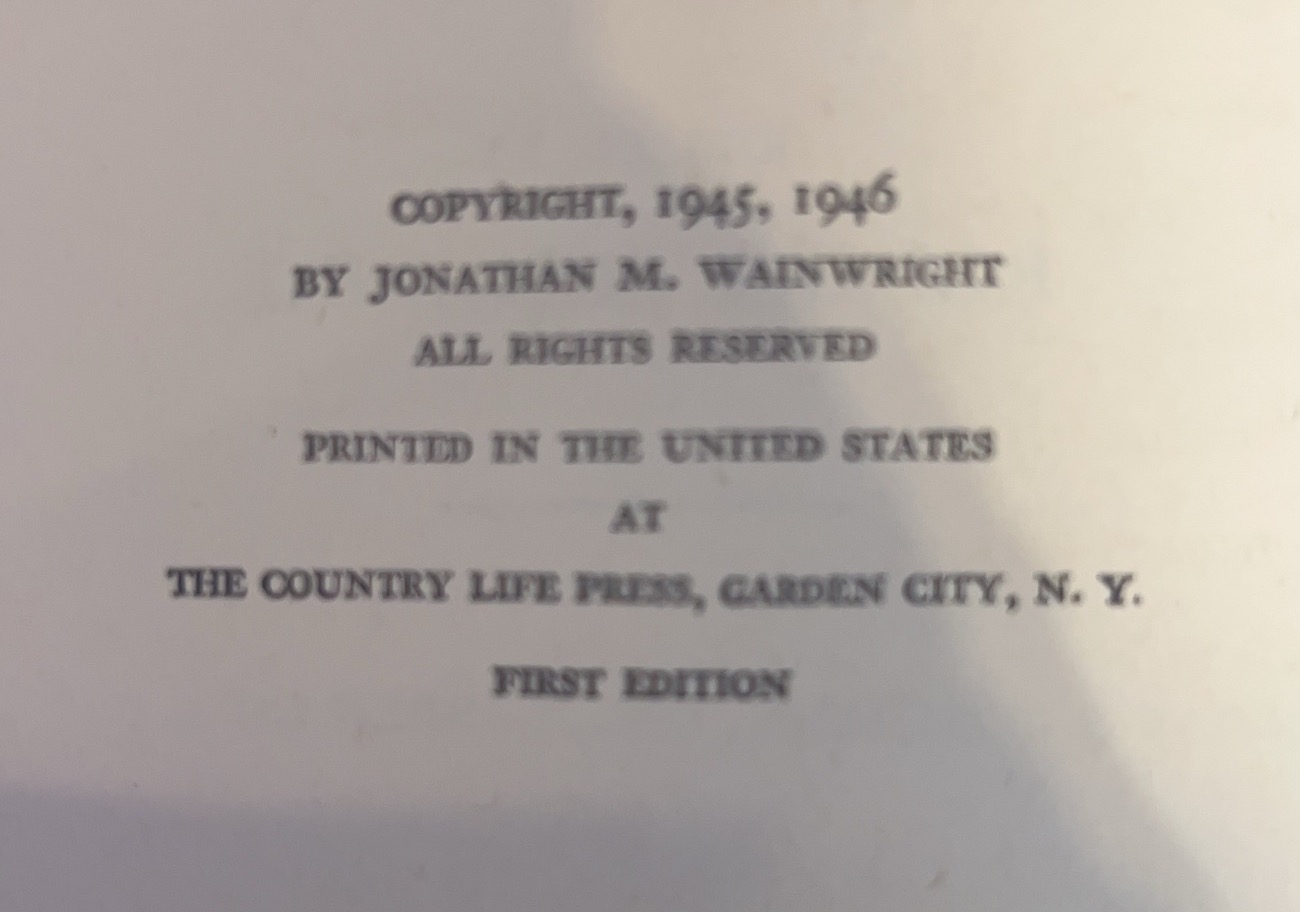 COPYRIGHT, 1945, 1946
BY JONATHAN M. WAINWRIGHT
ALL RIGHTS RESERVED
PRINTED IN THE UNITED STATES
AT
THE COUNTRY LIFE PRESS, GARDEN CITY, N. Y.
FIRST EDITION